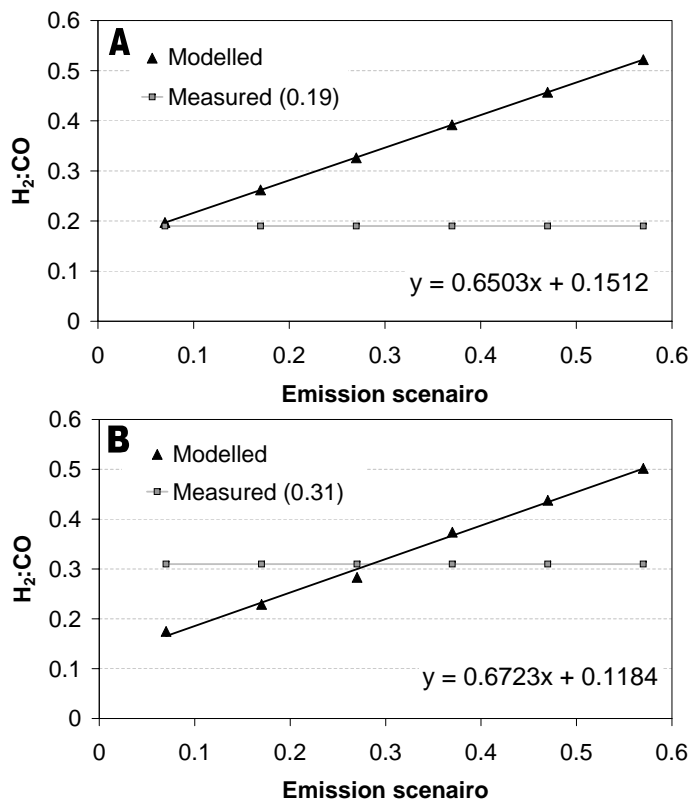 A
Modelled
Measured (0.19)
0.6
0.5
0.4
0.3
0.2
0.1
0
H₂:CO
y = 0.6503x + 0.1512
0 0.1 0.2 0.3 0.4 0.5 0.6
Emission scenairo
B
Modelled
Measured (0.31)
0.6
0.5
0.4
0.3
0.2
0.1
0
H₂:CO
y = 0.6723x + 0.1184
0 0.1 0.2 0.3 0.4 0.5 0.6
Emission scenairo